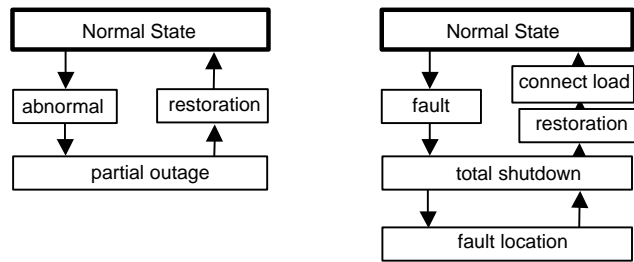 Normal State
abnormal
restoration
partial outage
Normal State
connect load
fault
restoration
total shutdown
fault location